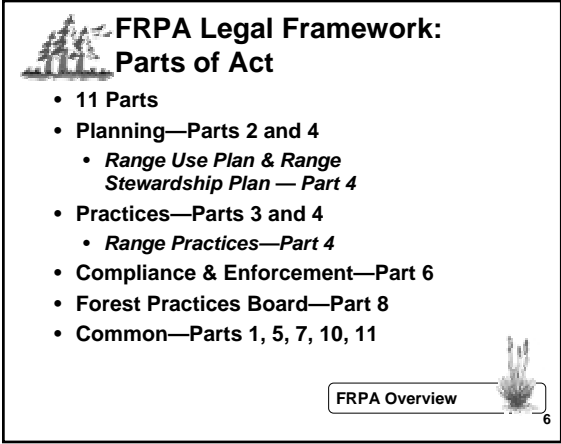 FRPA Legal Framework:
Parts of Act
• 11 Parts
• Planning—Parts 2 and 4
• Range Use Plan & Range
Stewardship Plan — Part 4
• Practices—Parts 3 and 4
• Range Practices—Part 4
• Compliance & Enforcement—Part 6
• Forest Practices Board—Part 8
• Common—Parts 1, 5, 7, 10, 11
FRPA Overview
6